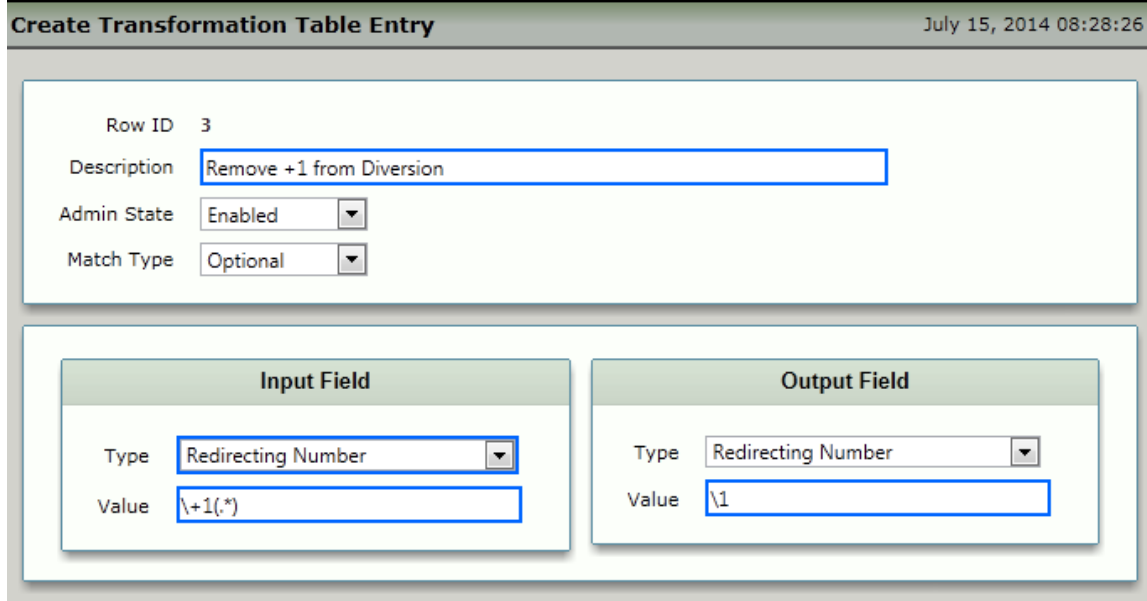 Create Transformation Table Entry July 15, 2014 08:28:26
Row ID 3
Description Remove +1 from Diversion
Admin State Enabled
Match Type Optional
Input Field
Type Redirecting Number
Value \+1(.*)
Output Field
Type Redirecting Number
Value \1